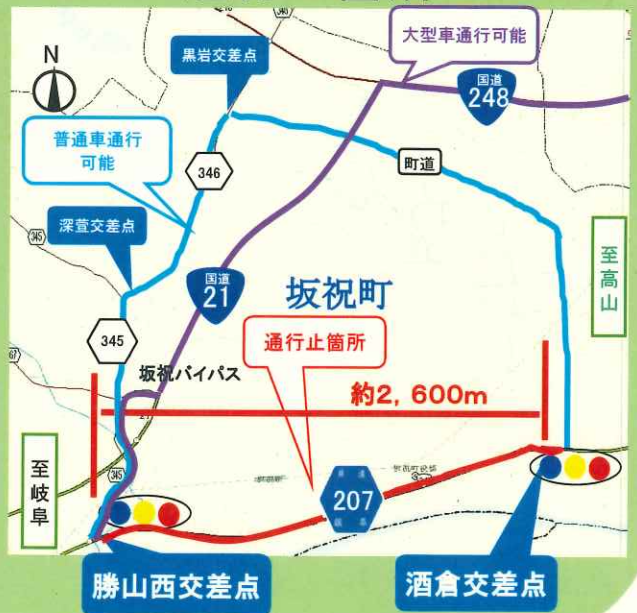 大型車通行可能
黒岩交差点
N
国道
248
普通車通行
可能
346
町道
345
深萱交差点
至高山
国道
21
坂祝町
345
通行止箇所
坂祝バイパス
約2,600m
至岐阜
345
207
勝山西交差点
酒倉交差点